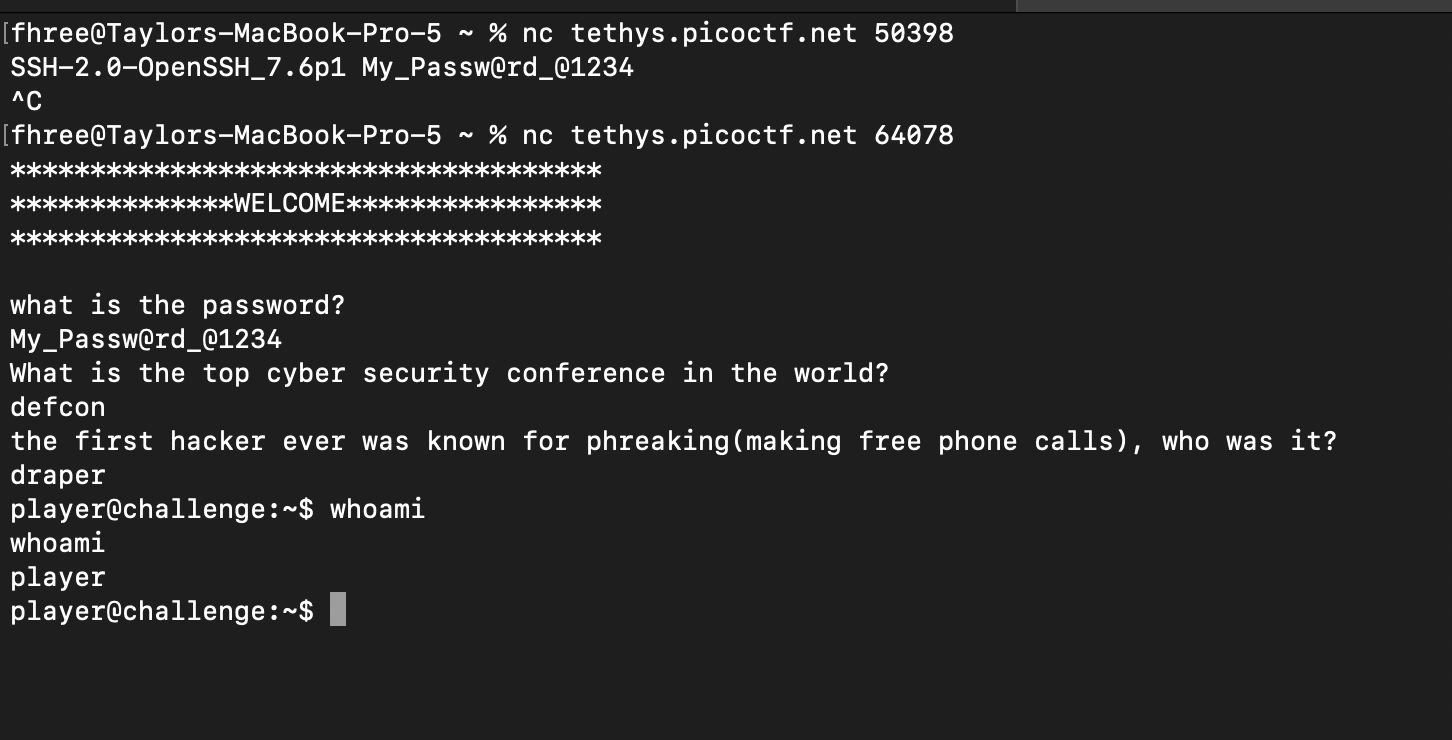 [fhree@Taylors-MacBook-Pro-5 ~ % nc tethys.picoctf.net 50398
SSH-2.0-OpenSSH_7.6p1 My_Passw@rd_@1234
^C
[fhree@Taylors-MacBook-Pro-5 ~ % nc tethys.picoctf.net 64078
*************************************
**************WELCOME****************
*************************************
what is the password?
My_Passw@rd_@1234
What is the top cyber security conference in the world?
defcon
the first hacker ever was known for phreaking(making free phone calls), who was it?
draper
player@challenge:~$ whoami
whoami
player
player@challenge:~$